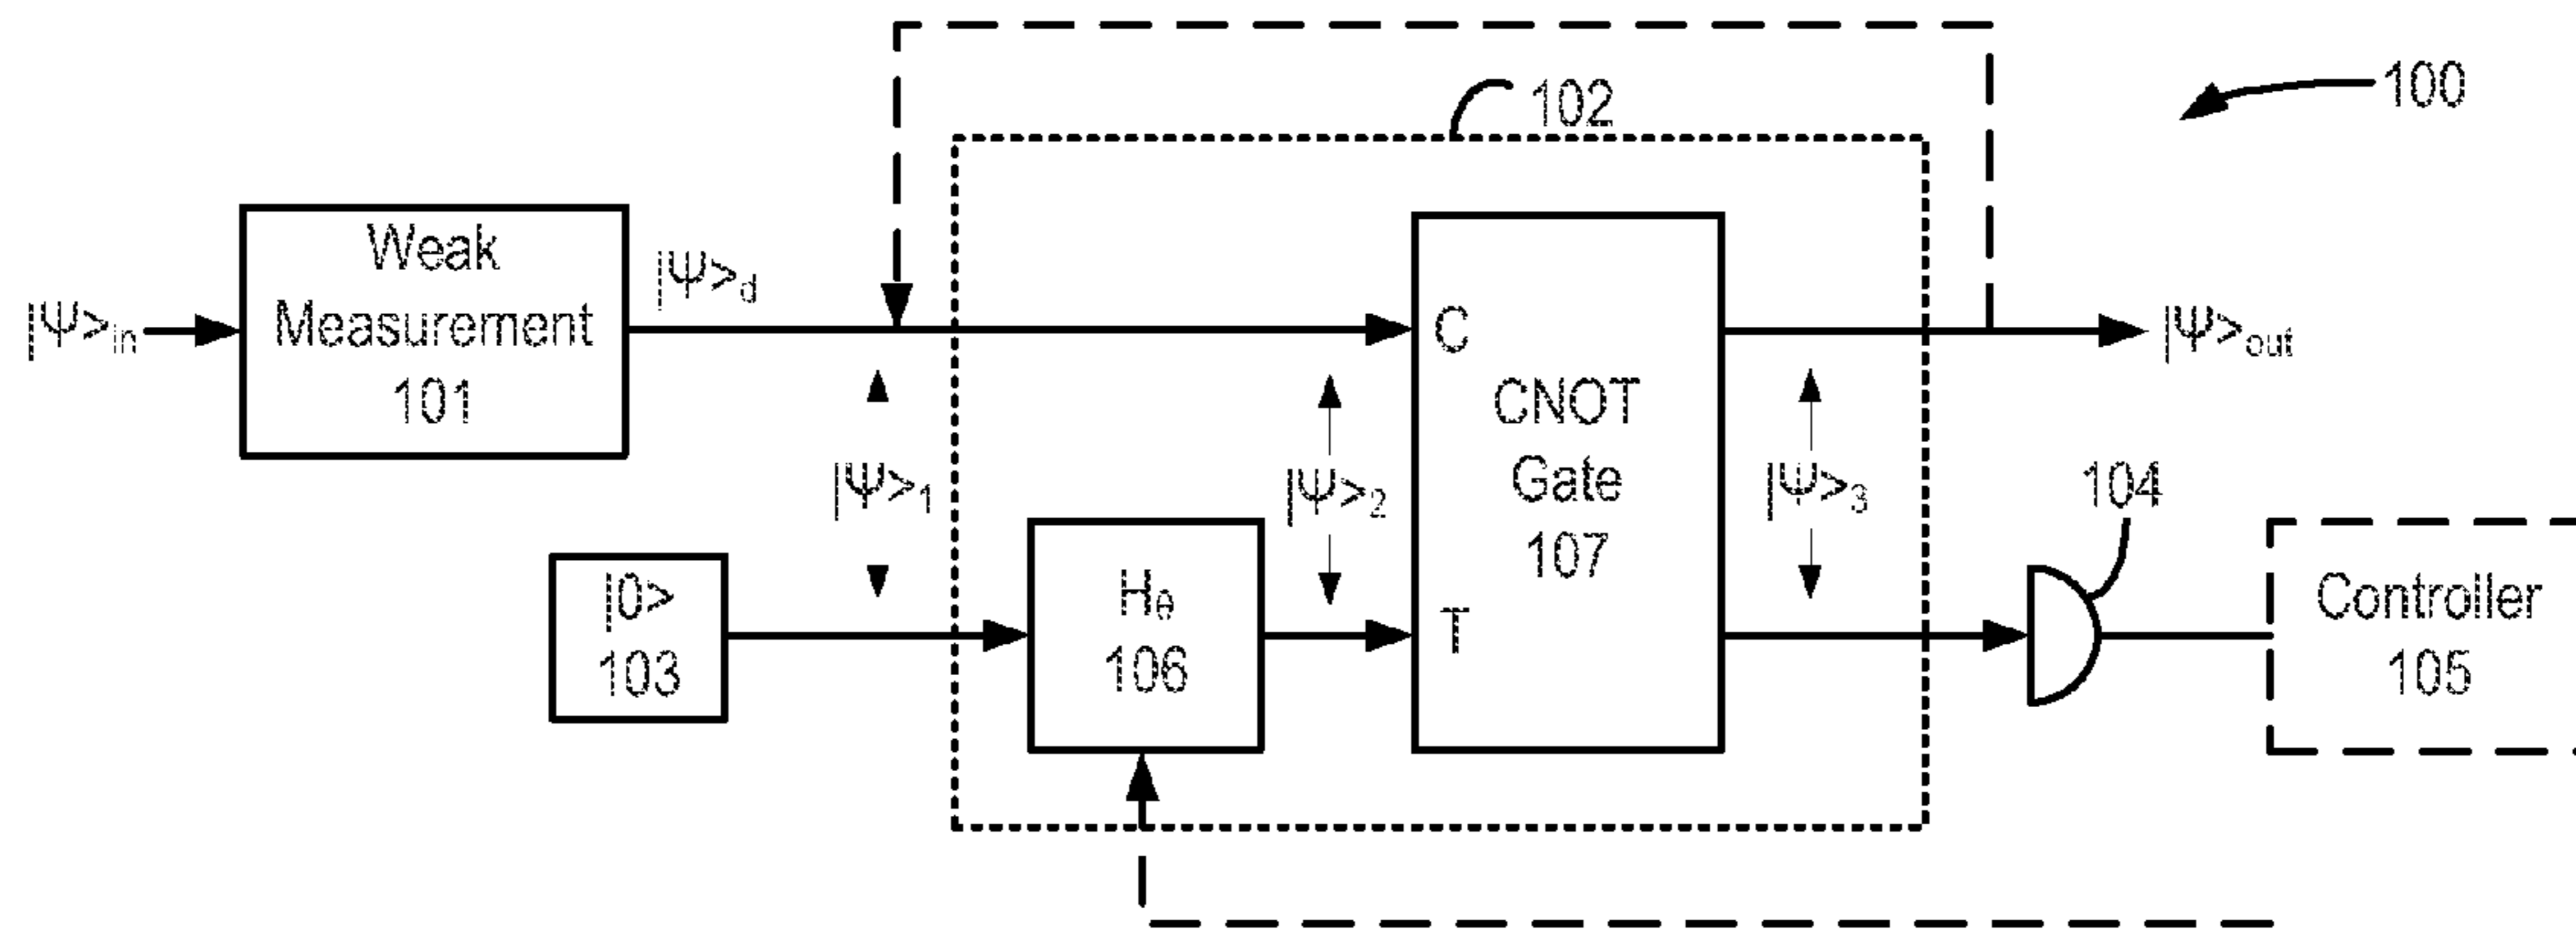 100
102
Weak
Measurement
101
|Ψ>in
|Ψ>d
C
CNOT
Gate
107
T
|Ψ>out
|Ψ>1
|Ψ>2
|Ψ>3
104
|0>
103
Hθ
106
Controller
105